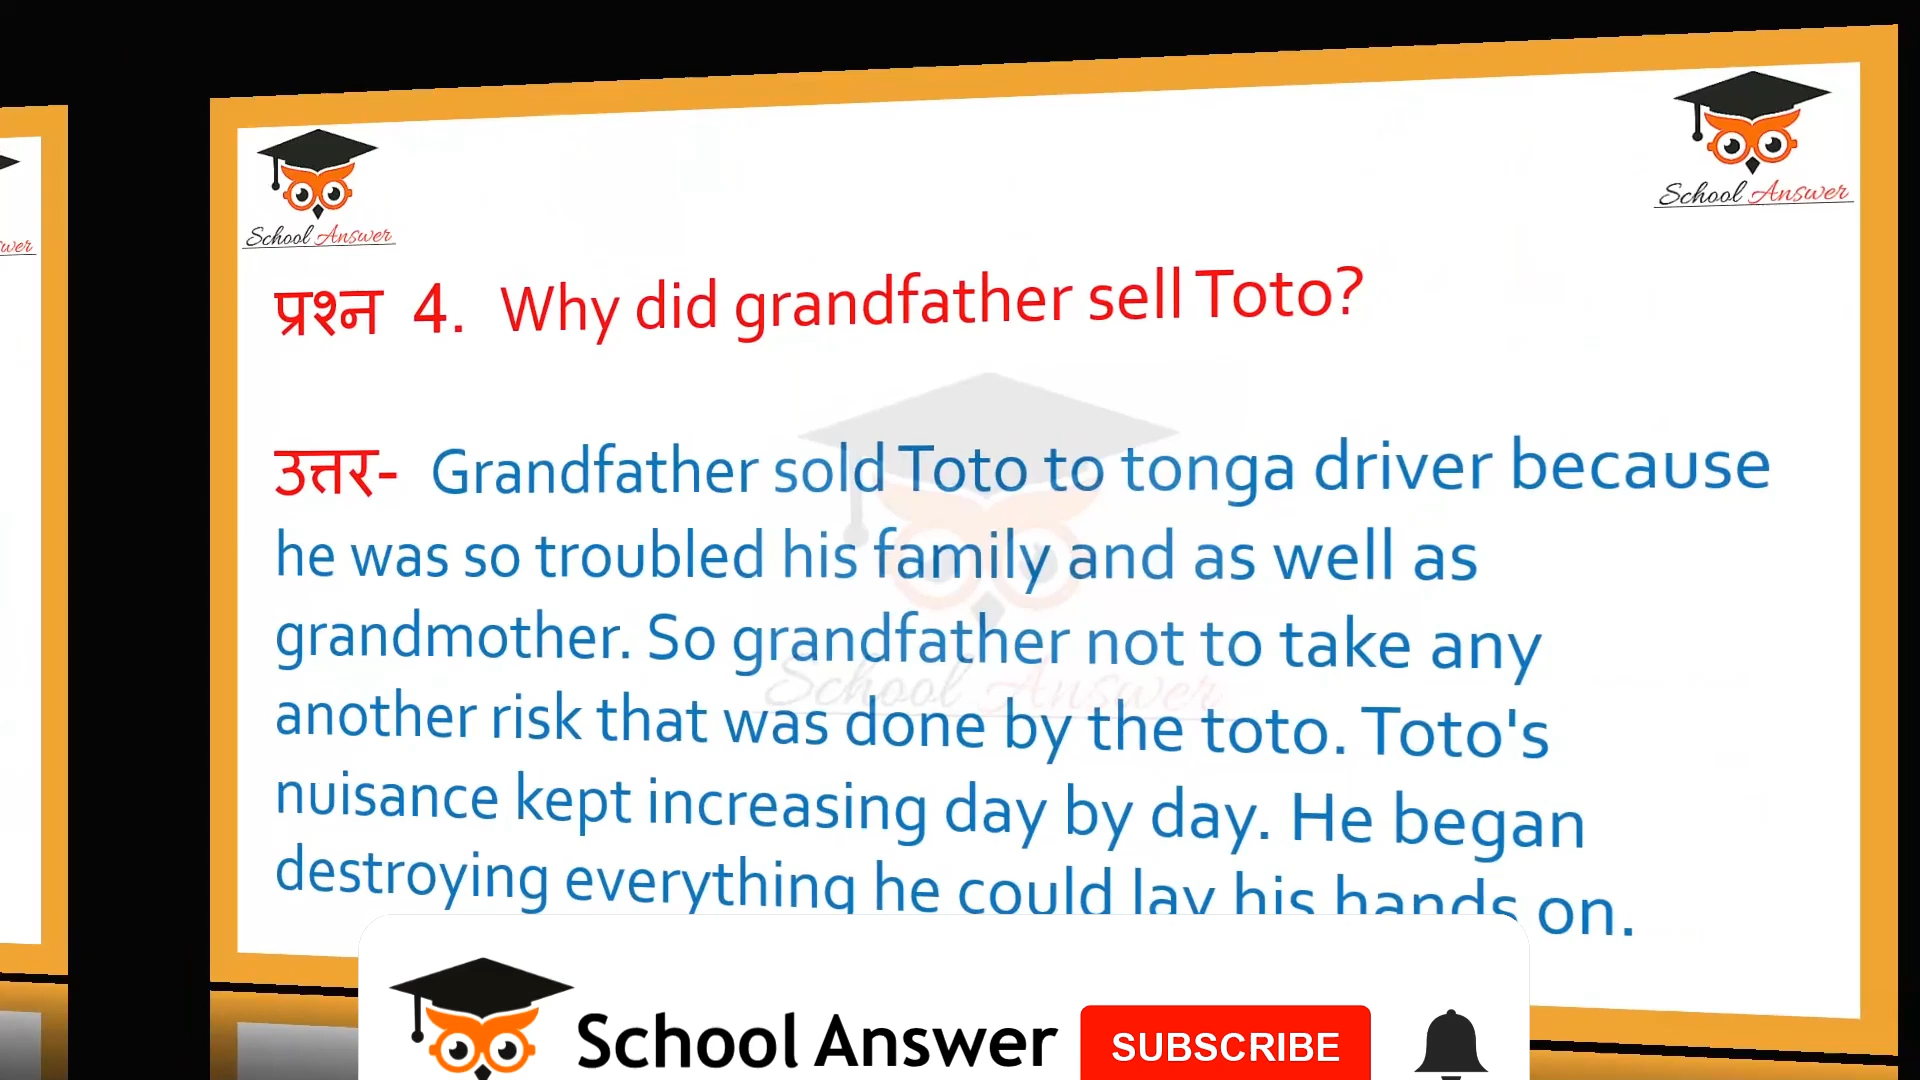 School Answer
School Answer
swer
प्रश्न 4. Why did grandfather sell Toto?
उत्तर- Grandfather sold Toto to tonga driver because
he was so troubled his family and as well as
grandmother. So grandfather not to take any
another risk that was done by the toto. Toto's
nuisance kept increasing day by day. He began
destroying everything he could lay his hands on.
School Answer
School Answer
SUBSCRIBE